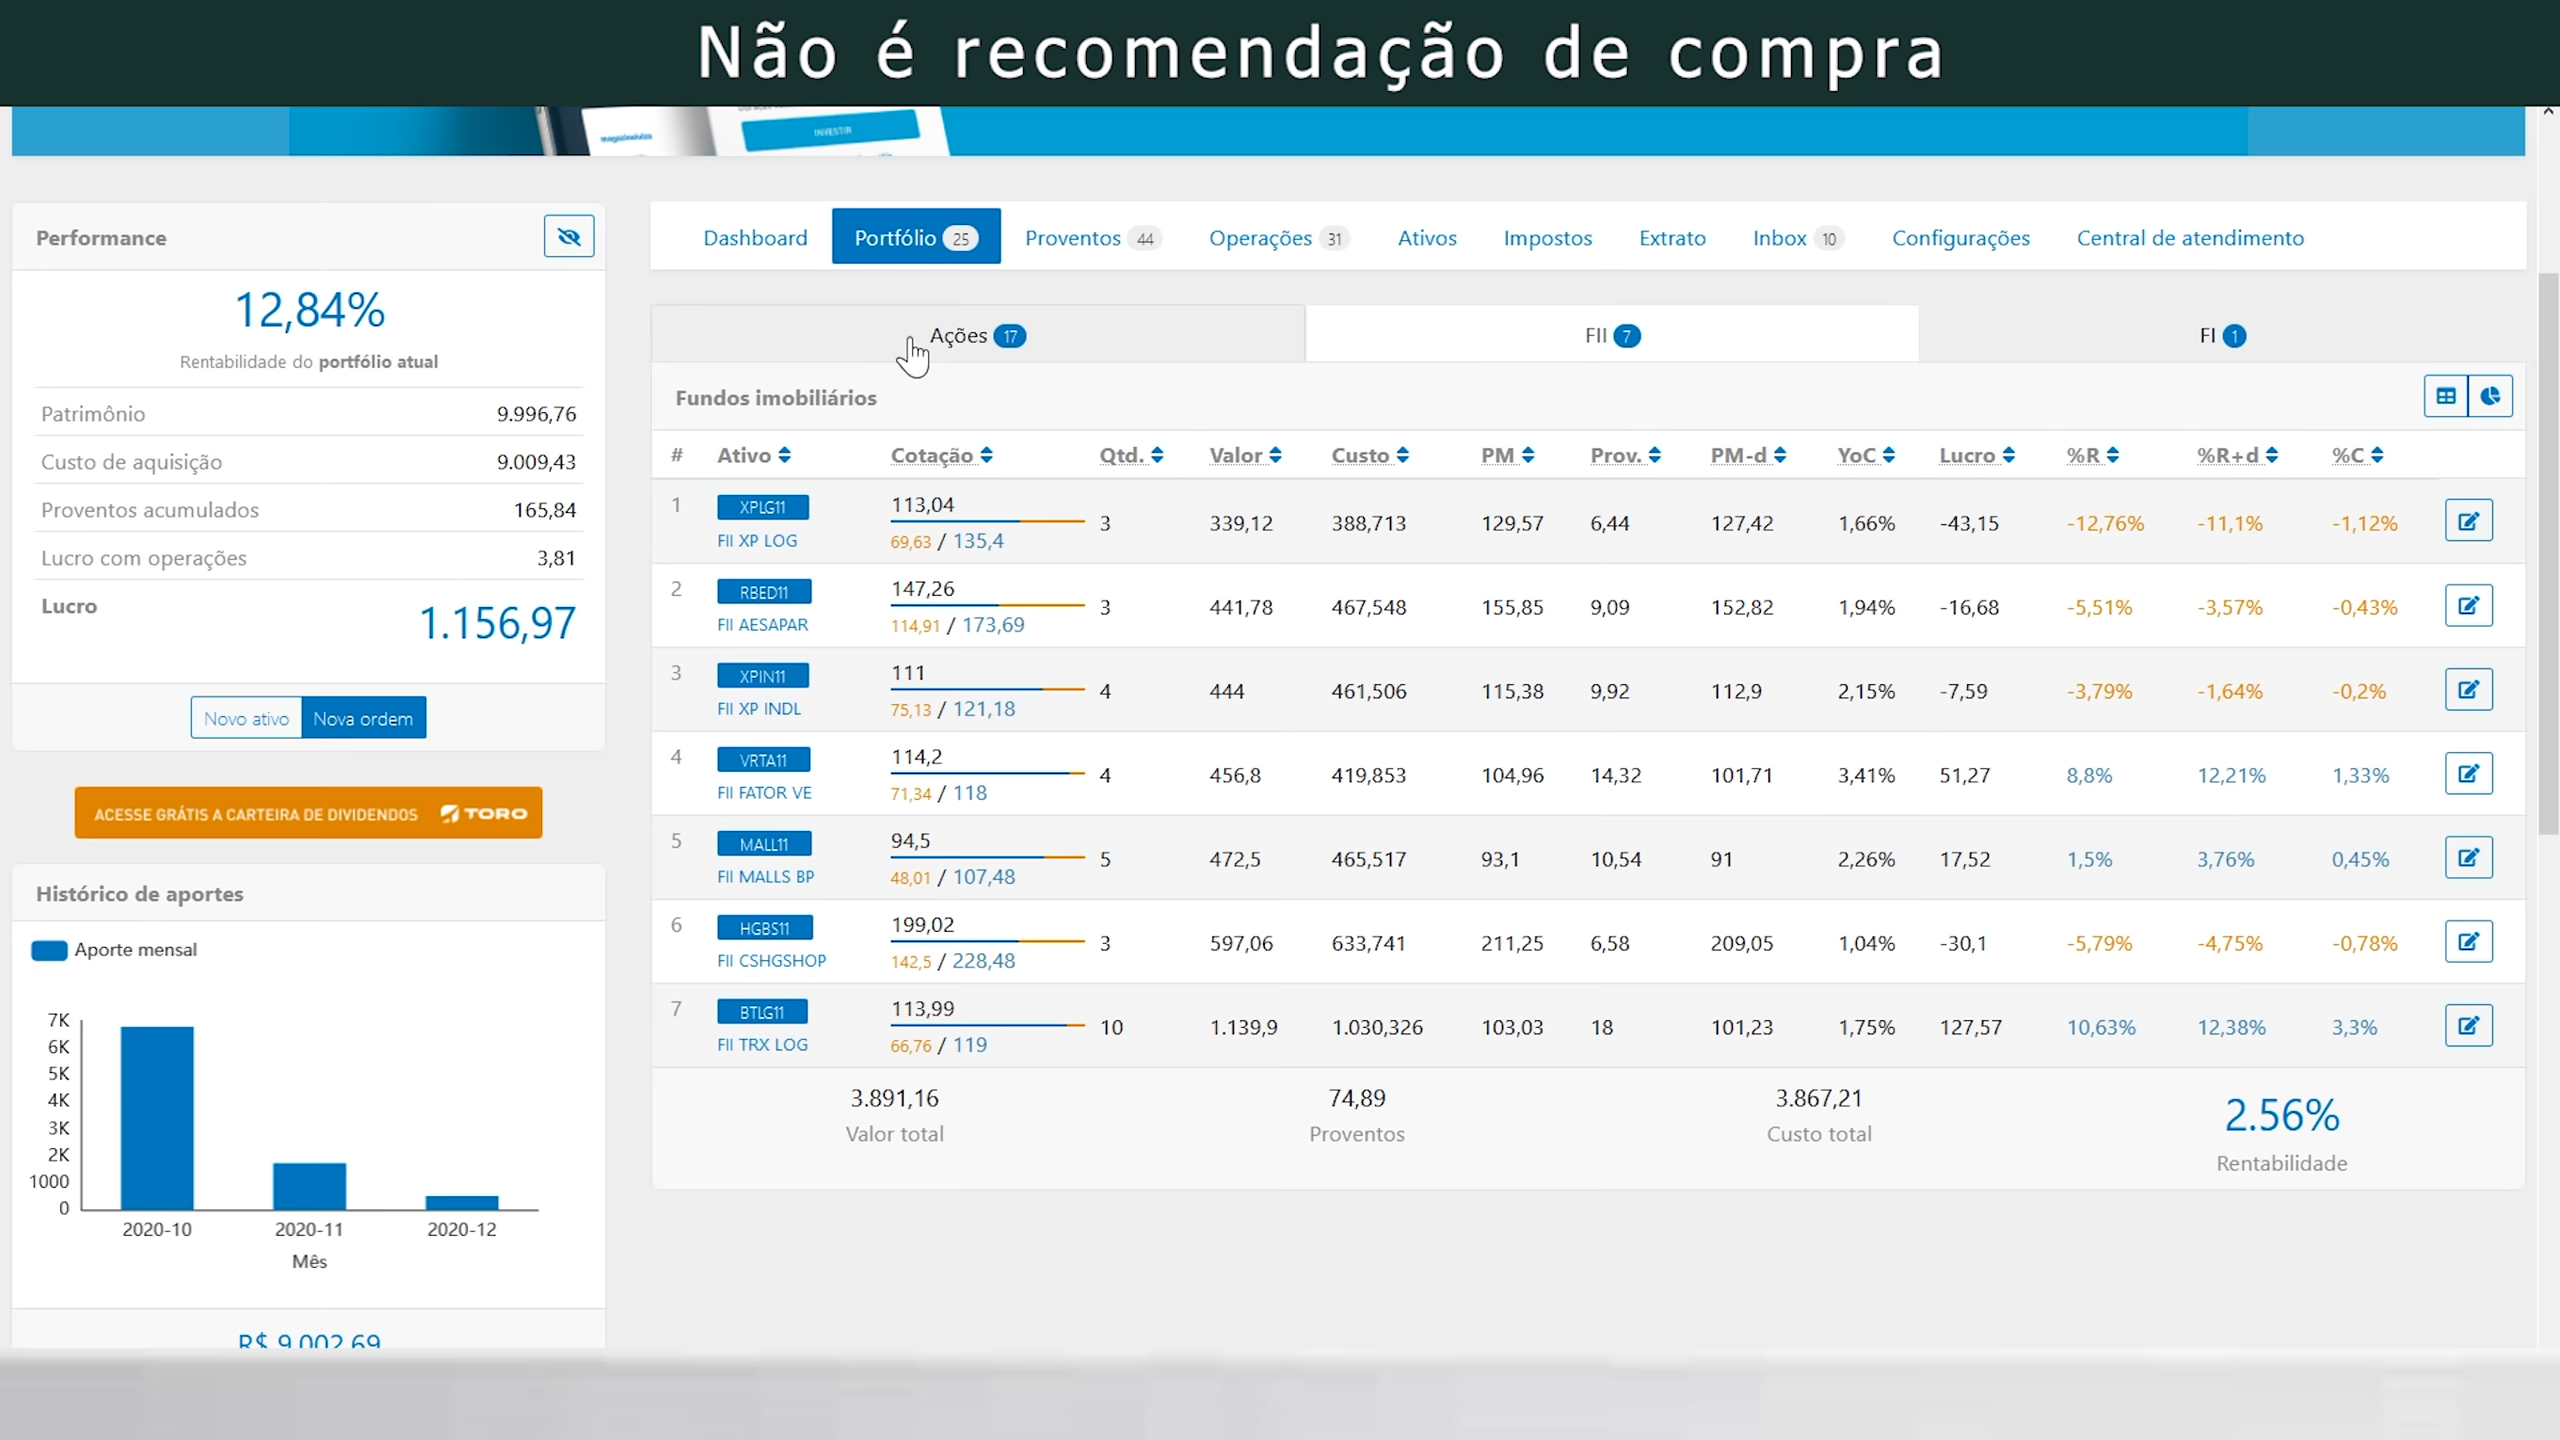 Não é recomendação de compra
INVESTIR
Performance
12,84%
Rentabilidade do portfólio atual
Patrimônio 9.996,76
Custo de aquisição 9.009,43
Proventos acumulados 165,84
Lucro com operações 3,81
Lucro 1.156,97
Novo ativo Nova ordem
ACESSE GRÁTIS A CARTEIRA DE DIVIDENDOS TORO
Histórico de aportes
Aporte mensal
7K
6K
5K
4K
3K
2K
1000
0
2020-10 2020-11 2020-12
Mês
R$ 9.002,69
Dashboard Portfólio 25 Proventos 44 Operações 31 Ativos Impostos Extrato Inbox 10 Configurações Central de atendimento
Ações 17 FII 7 FI 1
Fundos imobiliários
# Ativo Cotação Qtd. Valor Custo PM Prov. PM-d YoC Lucro %R %R+d %C
1 XPLG11 113,04 3 339,12 388,713 129,57 6,44 127,42 1,66% -43,15 -12,76% -11,1% -1,12%
FII XP LOG 69,63 / 135,4
2 RBED11 147,26 3 441,78 467,548 155,85 9,09 152,82 1,94% -16,68 -5,51% -3,57% -0,43%
FII AESAPAR 114,91 / 173,69
3 XPIN11 111 4 444 461,506 115,38 9,92 112,9 2,15% -7,59 -3,79% -1,64% -0,2%
FII XP INDL 75,13 / 121,18
4 VRTA11 114,2 4 456,8 419,853 104,96 14,32 101,71 3,41% 51,27 8,8% 12,21% 1,33%
FII FATOR VE 71,34 / 118
5 MALL11 94,5 5 472,5 465,517 93,1 10,54 91 2,26% 17,52 1,5% 3,76% 0,45%
FII MALLS BP 48,01 / 107,48
6 HGBS11 199,02 3 597,06 633,741 211,25 6,58 209,05 1,04% -30,1 -5,79% -4,75% -0,78%
FII CSHGSHOP 142,5 / 228,48
7 BTLG11 113,99 10 1.139,9 1.030,326 103,03 18 101,23 1,75% 127,57 10,63% 12,38% 3,3%
FII TRX LOG 66,76 / 119
3.891,16 74,89 3.867,21 2.56%
Valor total Proventos Custo total Rentabilidade